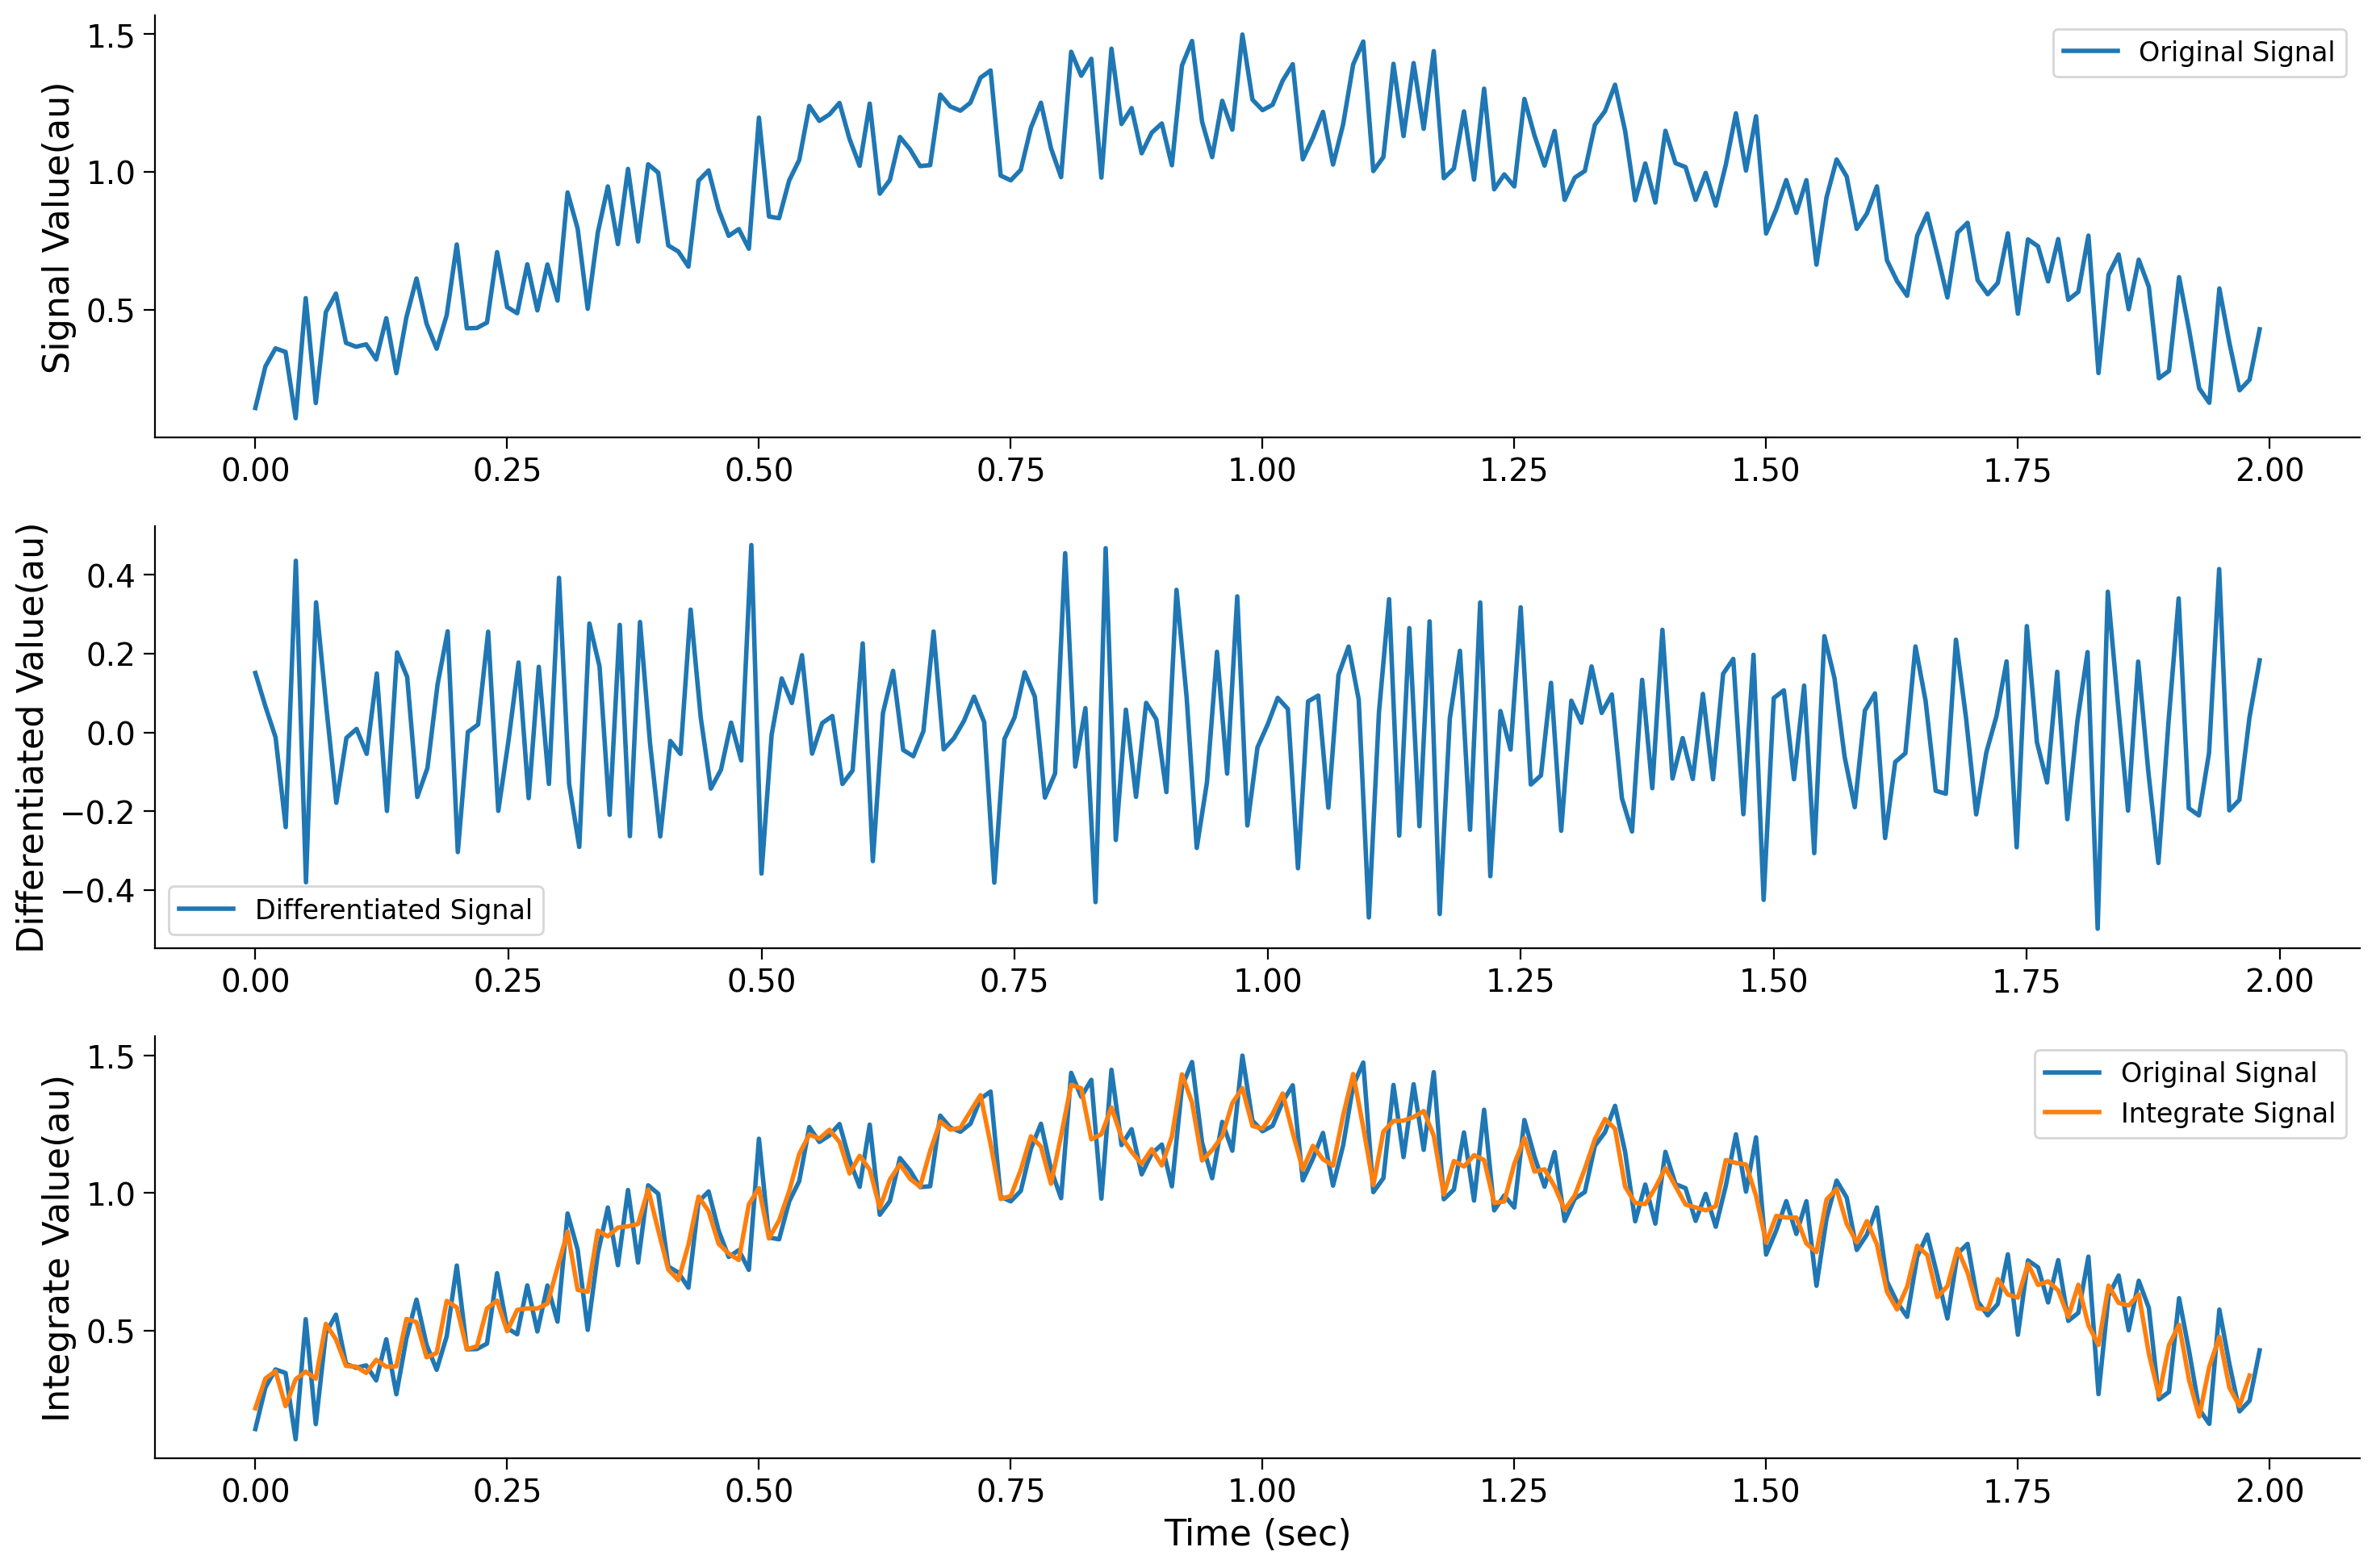 Signal Value(au)
1.5
1.0
0.5
Original Signal
0.00 0.25 0.50 0.75 1.00 1.25 1.50 1.75 2.00
Differentiated Value(au)
0.4
0.2
0.0
−0.2
−0.4
Differentiated Signal
0.00 0.25 0.50 0.75 1.00 1.25 1.50 1.75 2.00
Integrate Value(au)
1.5
1.0
0.5
Original Signal
Integrate Signal
0.00 0.25 0.50 0.75 1.00 1.25 1.50 1.75 2.00
Time (sec)